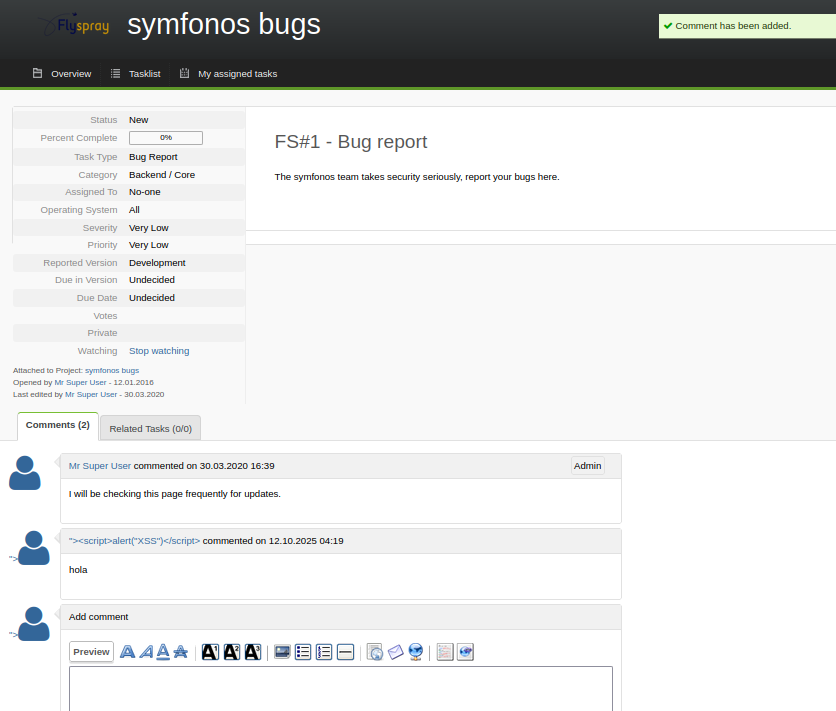 Flyspray
symfonos bugs
Comment has been added.
Overview
Tasklist
My assigned tasks
Status New
Percent Complete 0%
Task Type Bug Report
Category Backend / Core
Assigned To No-one
Operating System All
Severity Very Low
Priority Very Low
Reported Version Development
Due in Version Undecided
Due Date Undecided
Votes
Private
Watching Stop watching
Attached to Project: symfonos bugs
Opened by Mr Super User - 12.01.2016
Last edited by Mr Super User - 30.03.2020
FS#1 - Bug report
The symfonos team takes security seriously, report your bugs here.
Comments (2)
Related Tasks (0/0)
Mr Super User commented on 30.03.2020 16:39
Admin
I will be checking this page frequently for updates.
">
"><script>alert("XSS")</script> commented on 12.10.2025 04:19
hola
">
Add comment
Preview A A A A A1 A2 A3